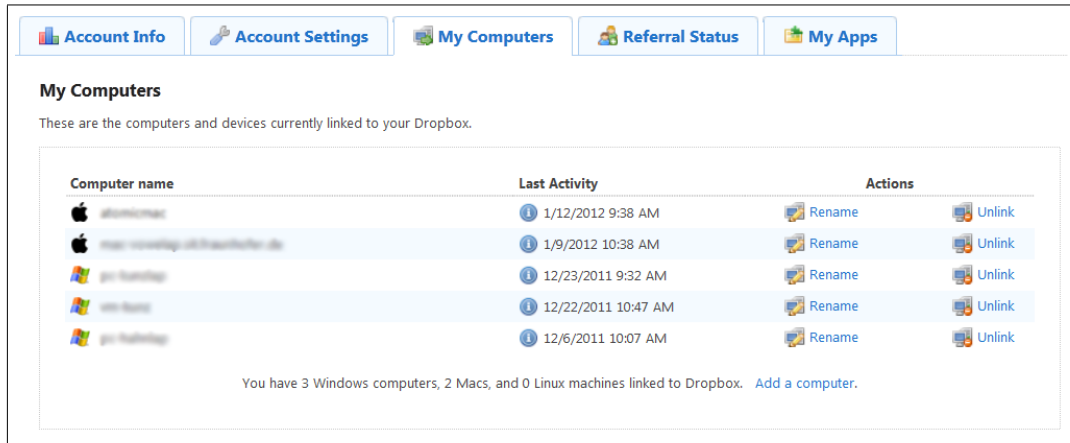 Account Info Account Settings My Computers Referral Status My Apps
My Computers
These are the computers and devices currently linked to your Dropbox.
Computer name Last Activity Actions
1/12/2012 9:38 AM Rename Unlink
1/9/2012 10:38 AM Rename Unlink
12/23/2011 9:32 AM Rename Unlink
12/22/2011 10:47 AM Rename Unlink
12/6/2011 10:07 AM Rename Unlink
You have 3 Windows computers, 2 Macs, and 0 Linux machines linked to Dropbox. Add a computer.